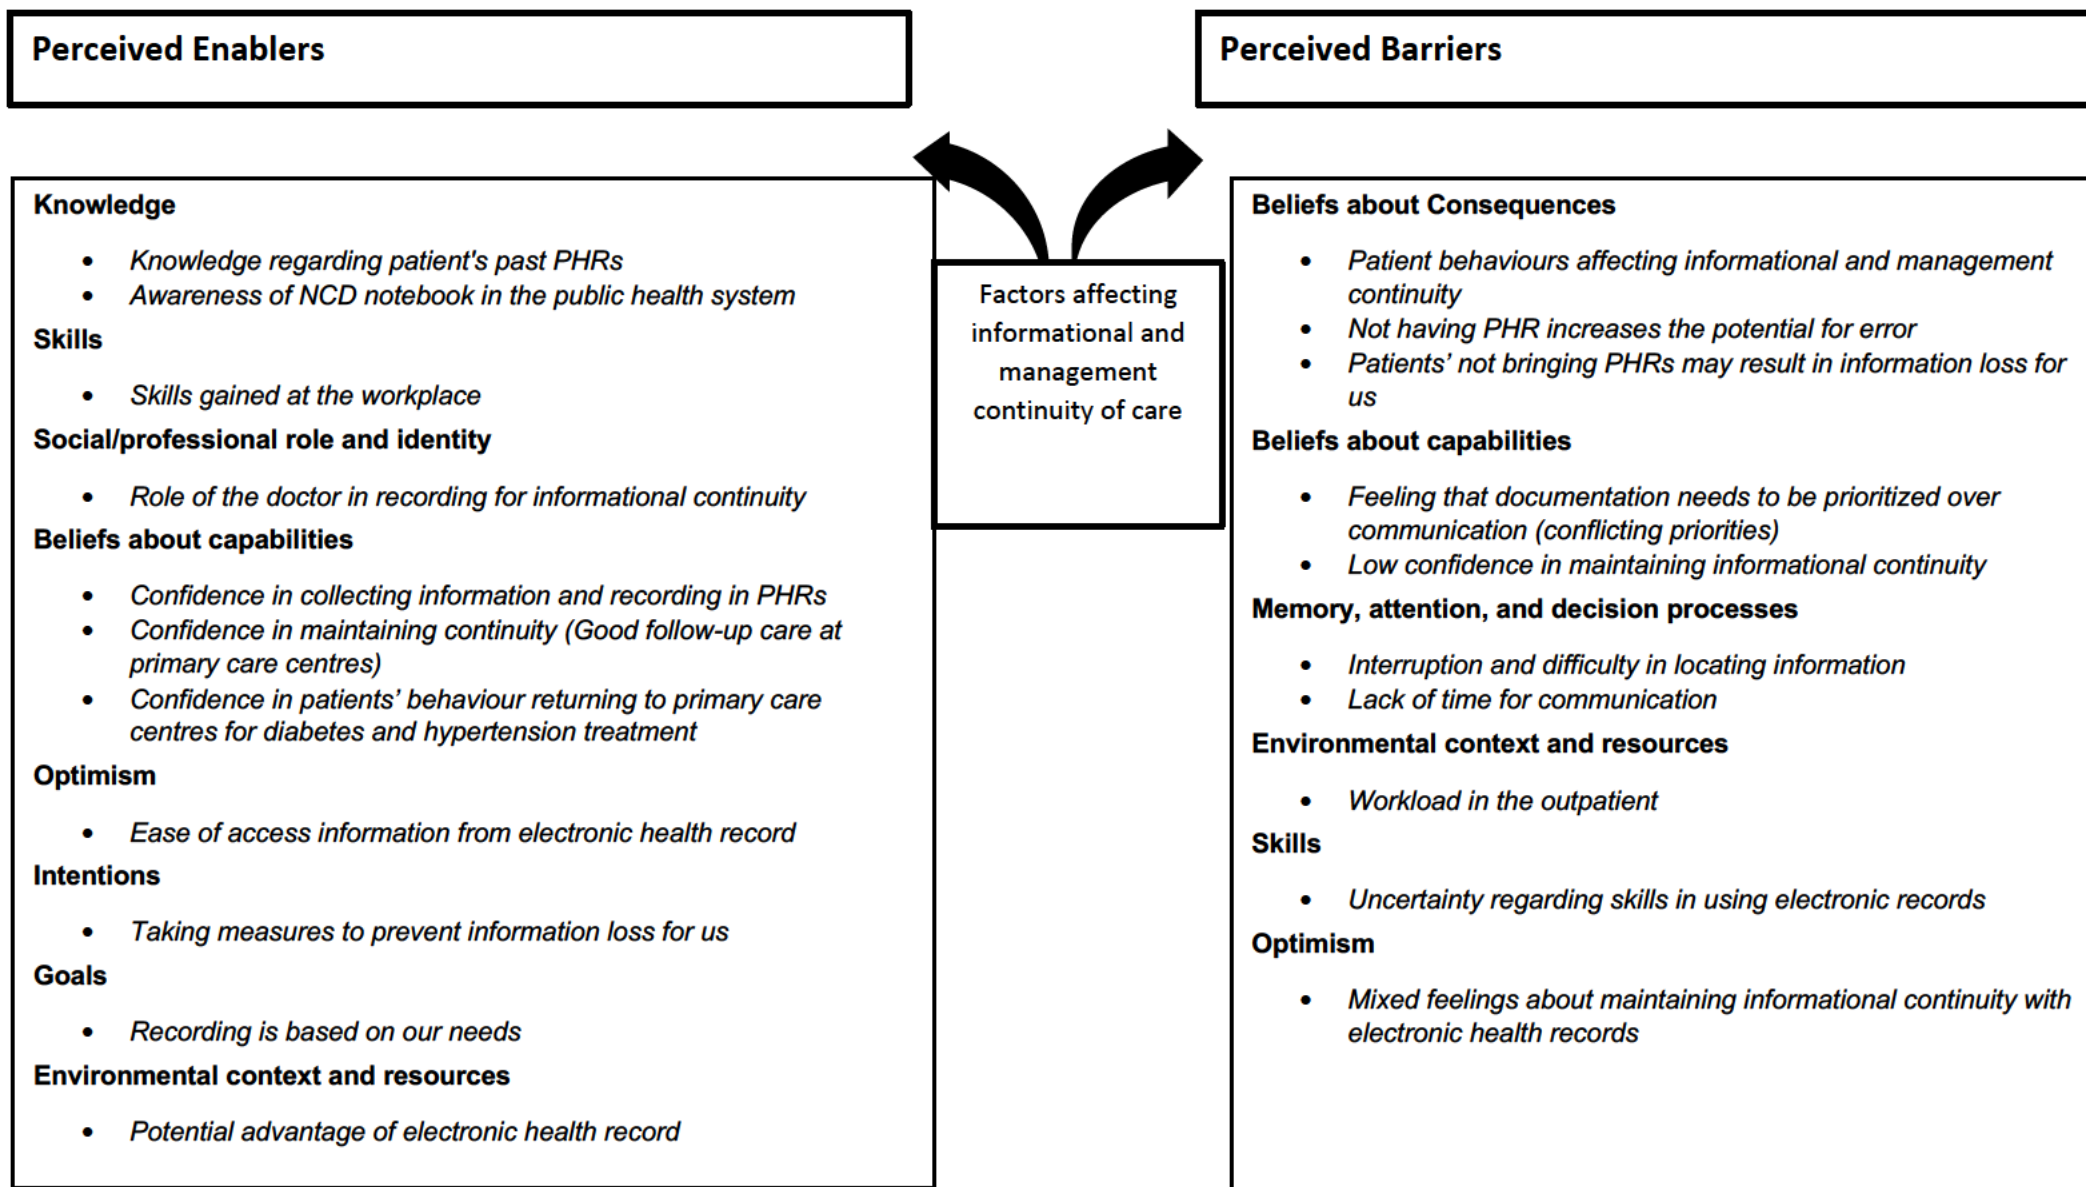 Perceived Enablers
Perceived Barriers
Knowledge
• Knowledge regarding patient's past PHRs
• Awareness of NCD notebook in the public health system
Skills
• Skills gained at the workplace
Social/professional role and identity
• Role of the doctor in recording for informational continuity
Beliefs about capabilities
• Confidence in collecting information and recording in PHRs
• Confidence in maintaining continuity (Good follow-up care at
primary care centres)
• Confidence in patients’ behaviour returning to primary care
centres for diabetes and hypertension treatment
Optimism
• Ease of access information from electronic health record
Intentions
• Taking measures to prevent information loss for us
Goals
• Recording is based on our needs
Environmental context and resources
• Potential advantage of electronic health record
Factors affecting
informational and
management
continuity of care
Beliefs about Consequences
• Patient behaviours affecting informational and management
continuity
• Not having PHR increases the potential for error
• Patients’ not bringing PHRs may result in information loss for
us
Beliefs about capabilities
• Feeling that documentation needs to be prioritized over
communication (conflicting priorities)
• Low confidence in maintaining informational continuity
Memory, attention, and decision processes
• Interruption and difficulty in locating information
• Lack of time for communication
Environmental context and resources
• Workload in the outpatient
Skills
• Uncertainty regarding skills in using electronic records
Optimism
• Mixed feelings about maintaining informational continuity with
electronic health records